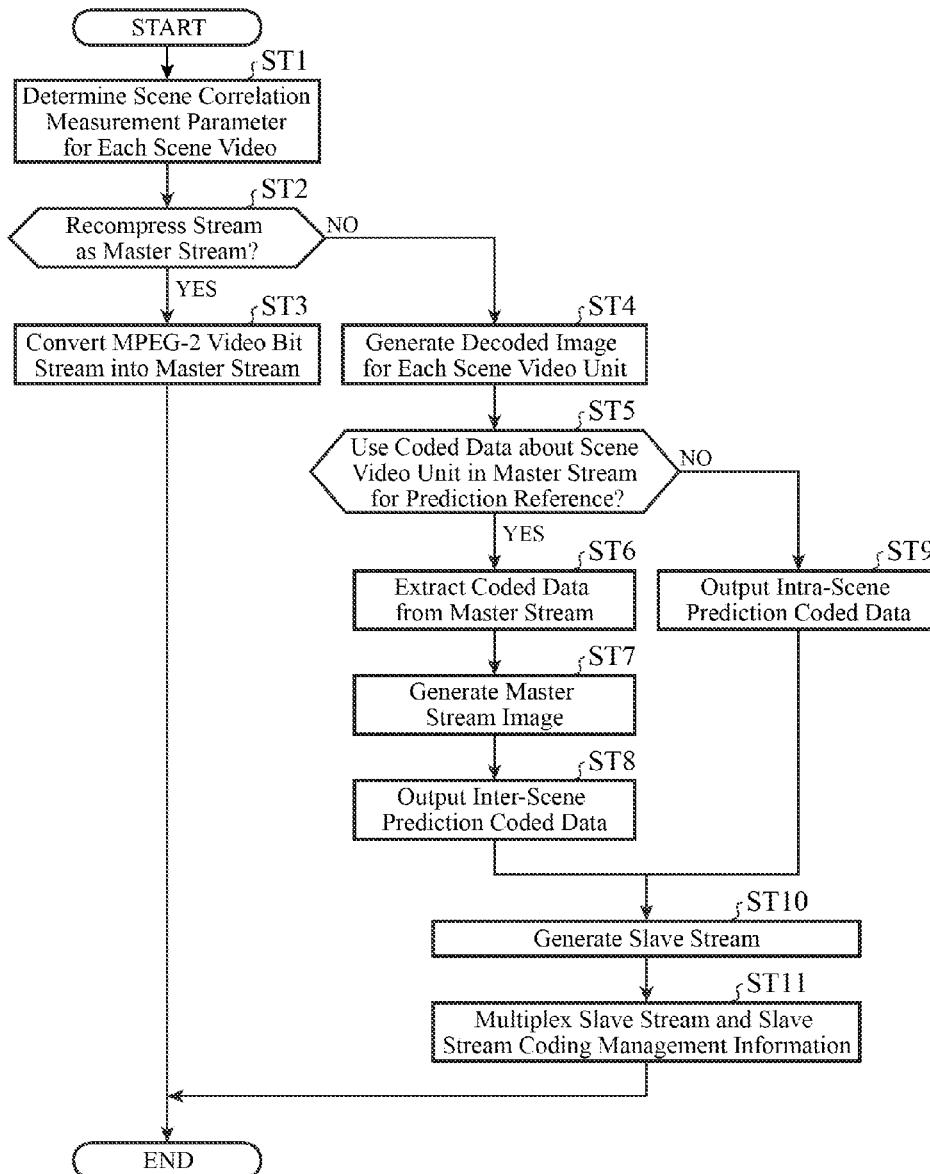 START
ST1
Determine Scene Correlation
Measurement Parameter
for Each Scene Video
ST2
Recompress Stream
as Master Stream?
NO
YES
ST3
Convert MPEG-2 Video Bit
Stream into Master Stream
ST4
Generate Decoded Image
for Each Scene Video Unit
ST5
Use Coded Data about Scene
Video Unit in Master Stream
for Prediction Reference?
NO
YES
ST6
Extract Coded Data
from Master Stream
ST9
Output Intra-Scene
Prediction Coded Data
ST7
Generate Master
Stream Image
ST8
Output Inter-Scene
Prediction Coded Data
ST10
Generate Slave Stream
ST11
Multiplex Slave Stream and Slave
Stream Coding Management Information
END